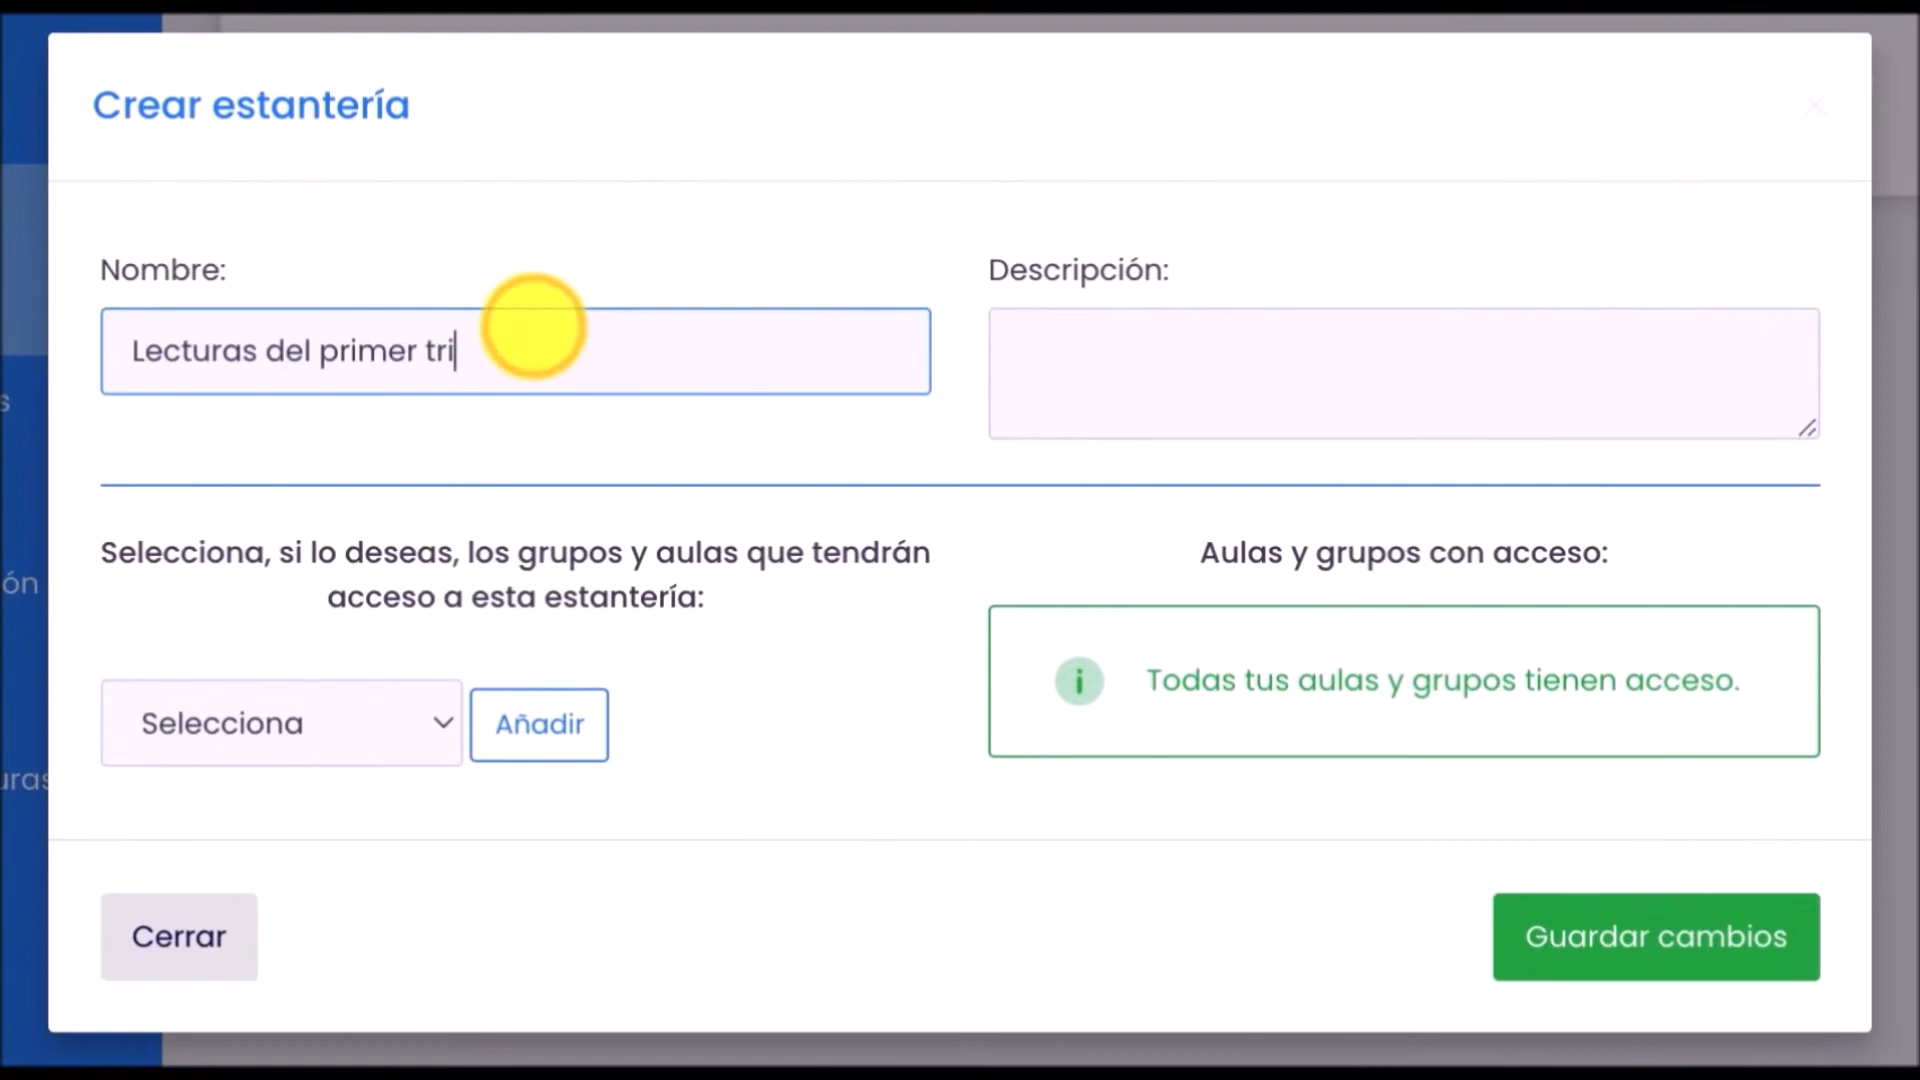 Crear estantería
Nombre:
Descripción:
Lecturas del primer tri
Selecciona, si lo deseas, los grupos y aulas que tendrán
acceso a esta estantería:
Aulas y grupos con acceso:
Todas tus aulas y grupos tienen acceso.
Selecciona
Añadir
Cerrar
Guardar cambios